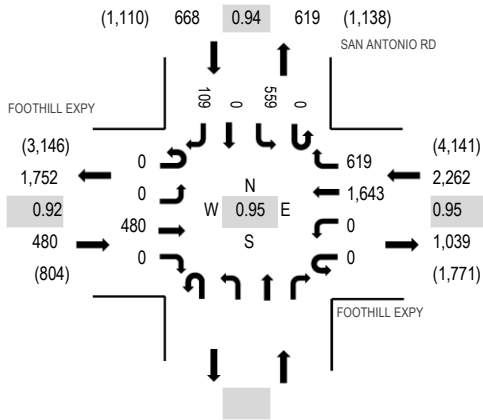 (1,110) 668 0.94 619 (1,138)
SAN ANTONIO RD
109 0 559 0
FOOTHILL EXPY
(3,146)
0
619
(4,141)
1,752
2,262
0
N
1,643
0.92
W 0.95 E
0.95
480
480
S
0
1,039
(804)
0
0
(1,771)
FOOTHILL EXPY